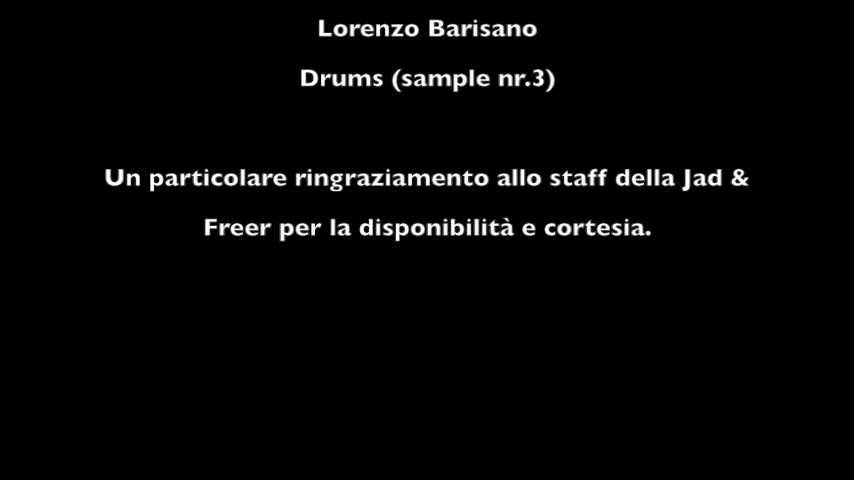 Lorenzo Barisano
Drums (sample nr.3)
Un particolare ringraziamento allo staff della Jad &
Freer per la disponibilità e cortesia.